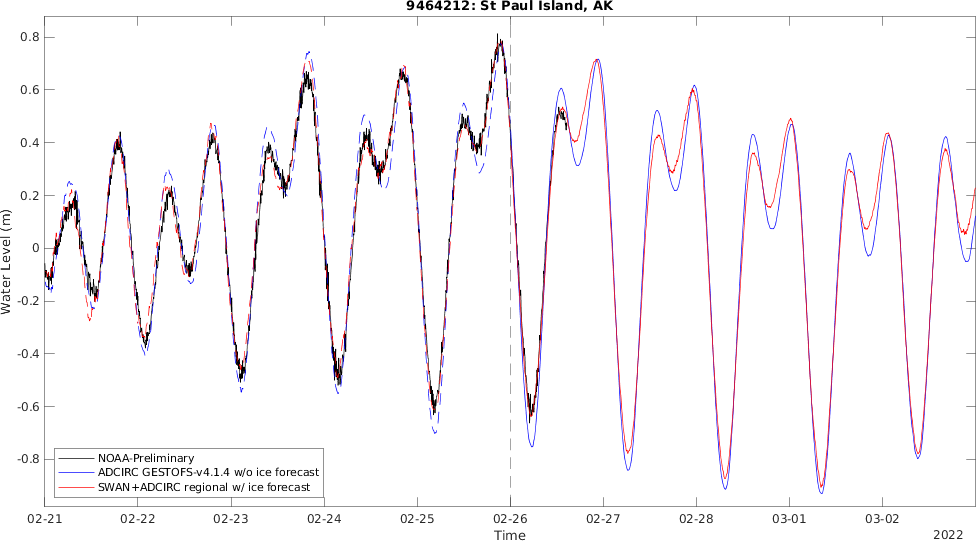 9464212: St Paul Island, AK
Water Level (m)
0.8
0.6
0.4
0.2
0
-0.2
-0.4
-0.6
-0.8
NOAA-Preliminary
ADCIRC GESTOFS-v4.1.4 w/o ice forecast
SWAN+ADCIRC regional w/ ice forecast
02-21 02-22 02-23 02-24 02-25 02-26 02-27 02-28 03-01 03-02
Time
2022